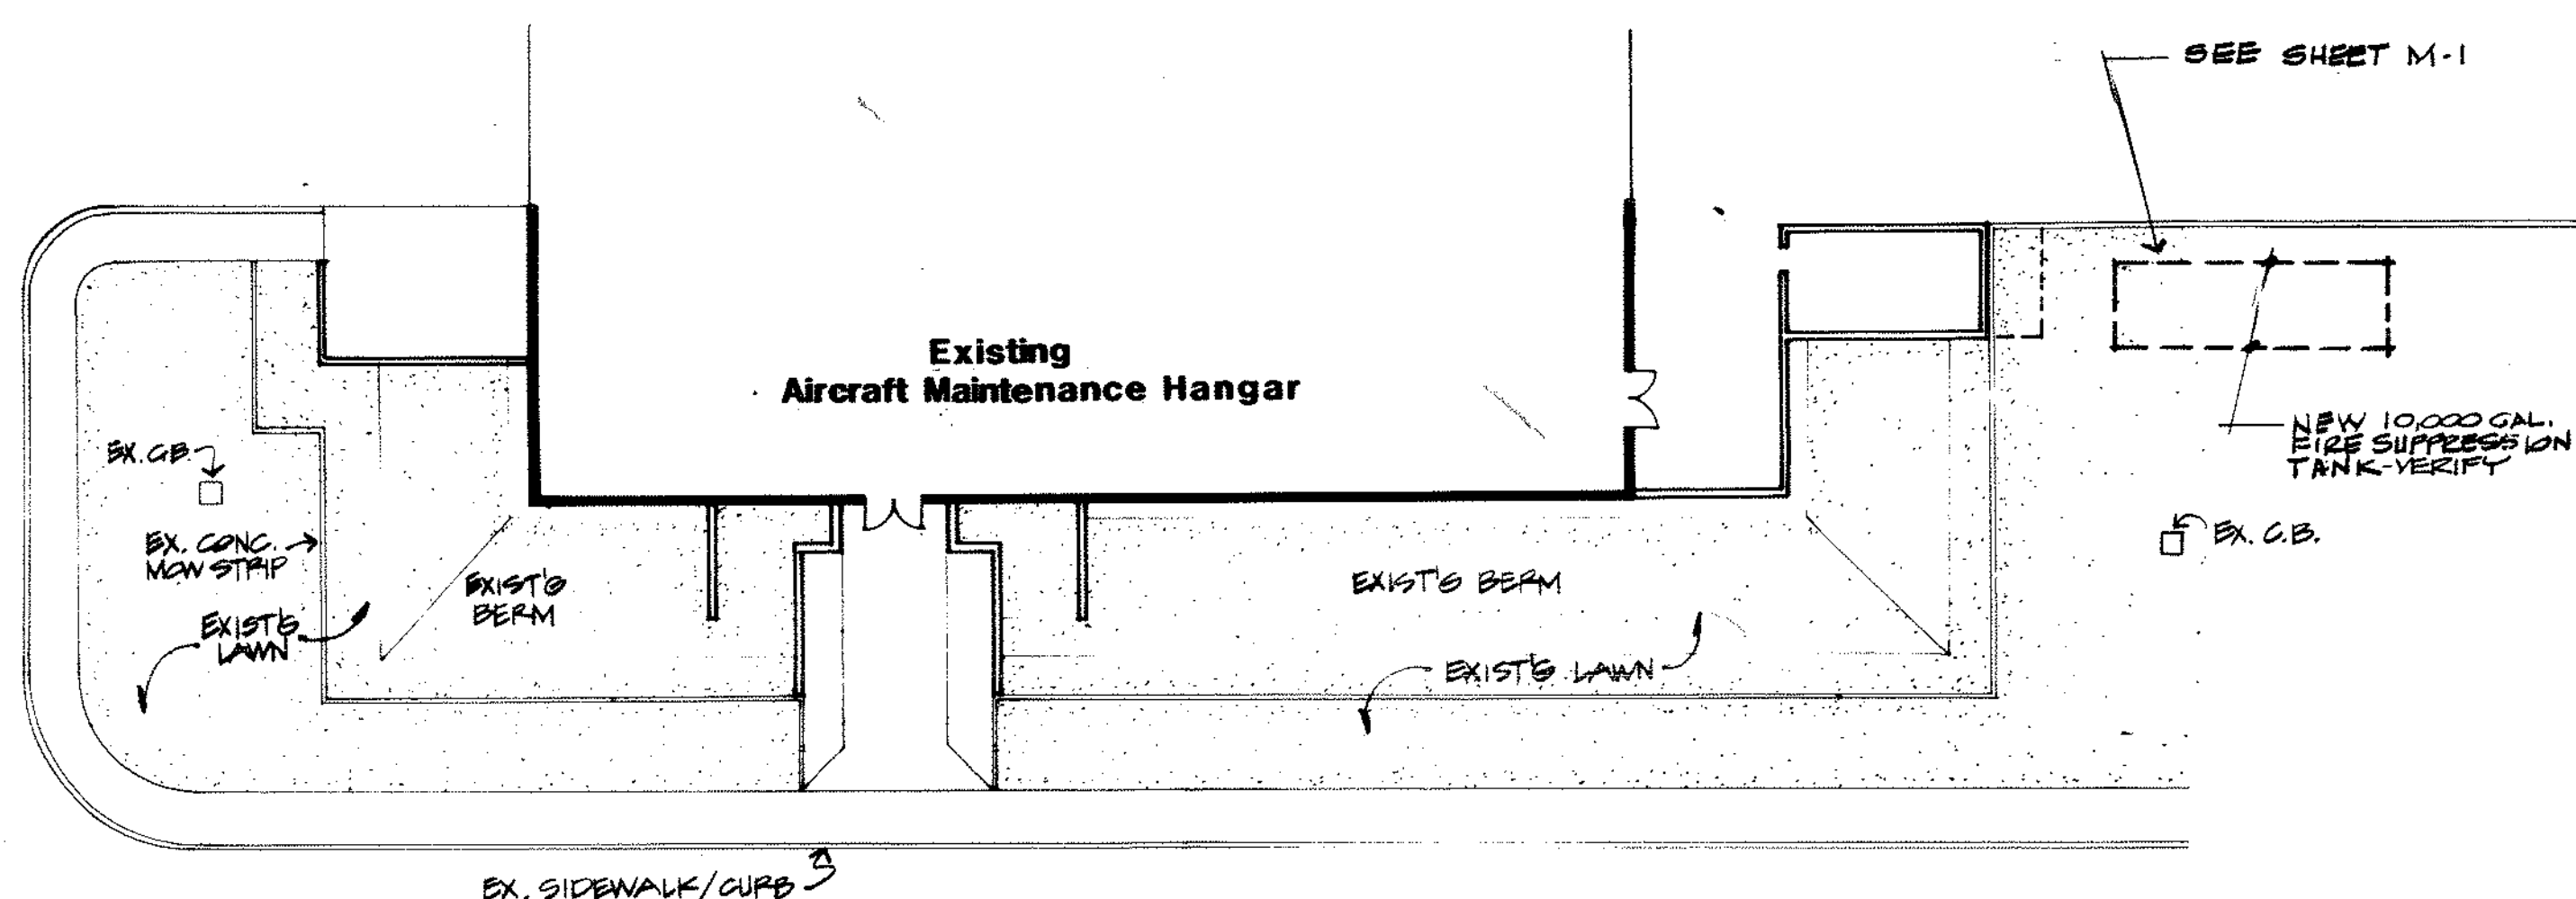 SEE SHEET M-1
Existing
Aircraft Maintenance Hangar
NEW 10,000 GAL.
FIRE SUPPRESSION
TANK-VERIFY
EX. C.B.
EX. C.B.
EX. CONC.
MOW STRIP
EXIST'G
BERM
EXIST'G BERM
EXIST'G
LAWN
EXIST'G LAWN
EX. SIDEWALK/CURB